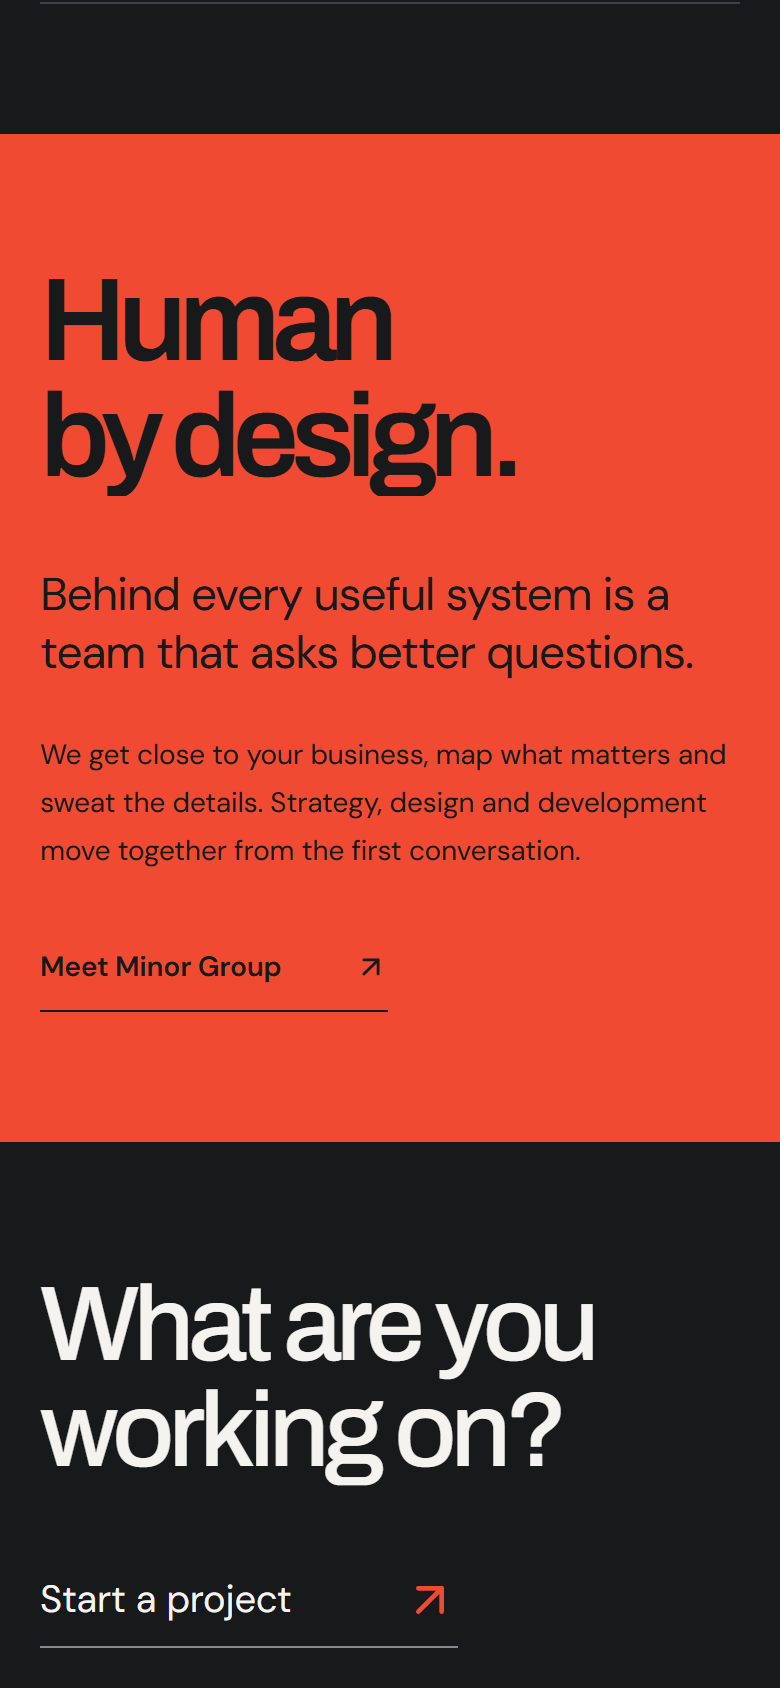 Human
by design.
Behind every useful system is a
team that asks better questions.
We get close to your business, map what matters and
sweat the details. Strategy, design and development
move together from the first conversation.
Meet Minor Group
What are you
working on?
Start a project